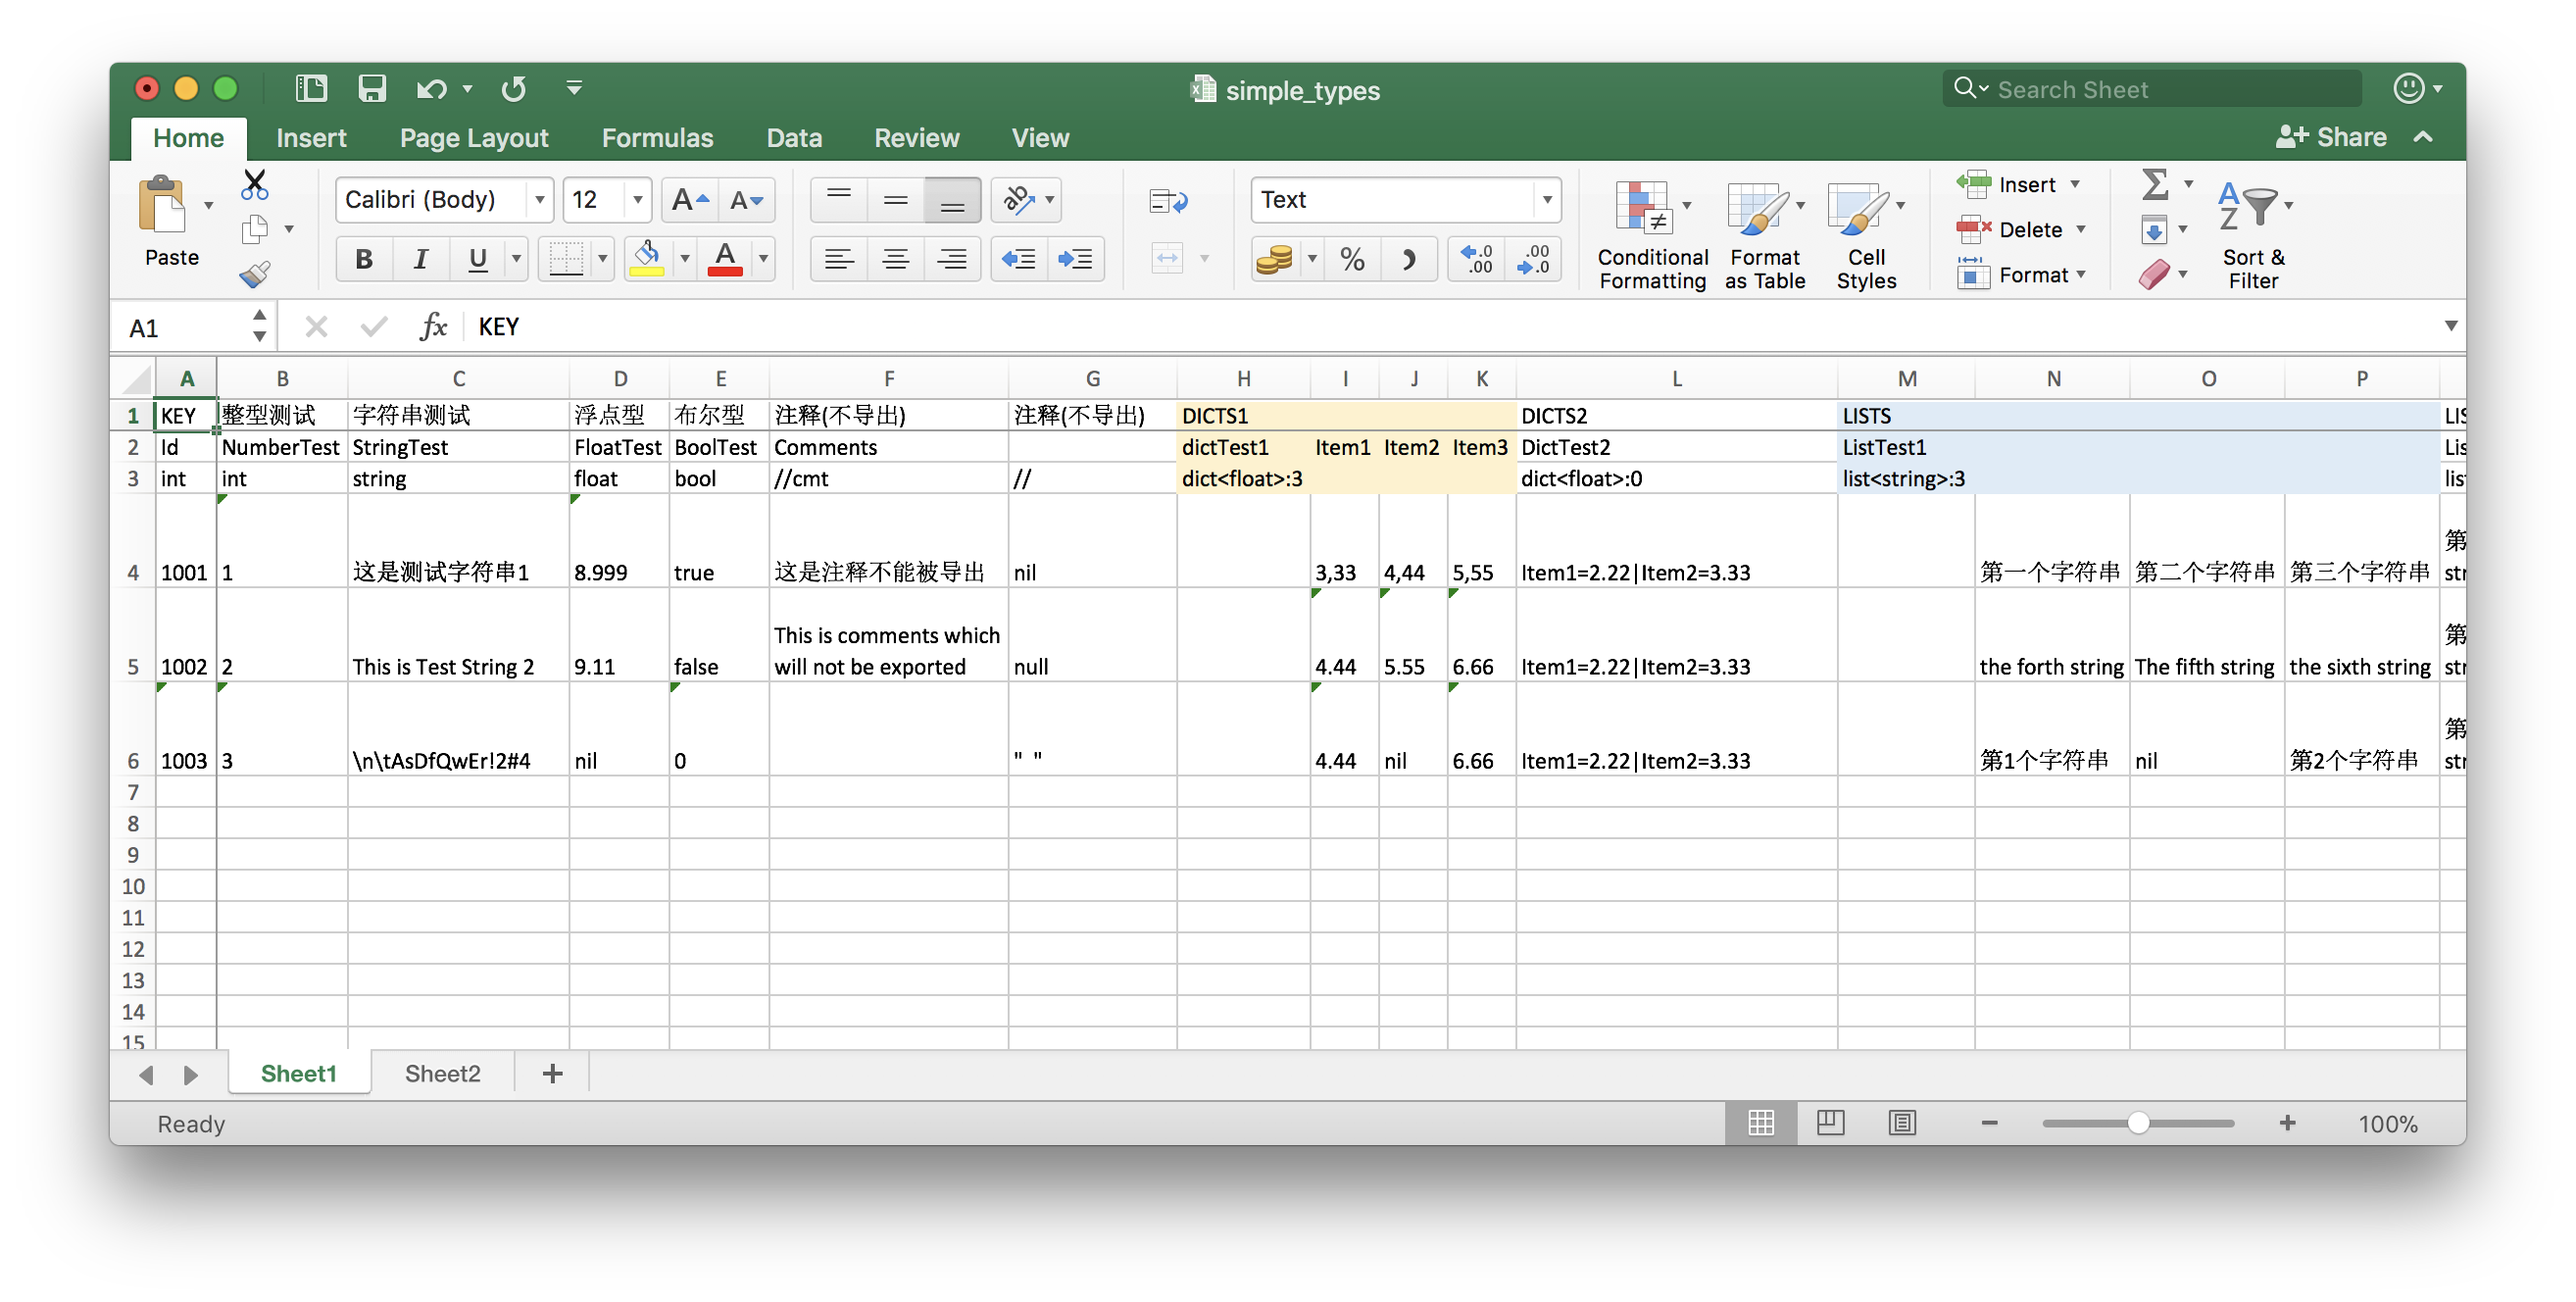 simple_types
Search Sheet
Home Insert Page Layout Formulas Data Review View Share
Paste
Calibri (Body) 12
B I U
Text
Conditional Formatting
Format as Table
Cell Styles
Insert
Delete
Format
Sort & Filter
A1 fx KEY
A B C D E F G H I J K L M N O P
1 KEY 整型测试 字符串测试 浮点型 布尔型 注释(不导出) 注释(不导出) DICTS1 DICTS2 LISTS
2 Id NumberTest StringTest FloatTest BoolTest Comments dictTest1 Item1 Item2 Item3 DictTest2 ListTest1
3 int int string float bool //cmt // dict<float>:3 dict<float>:0 list<string>:3
4 1001 1 这是测试字符串1 8.999 true 这是注释不能被导出 nil 3,33 4,44 5,55 Item1=2.22|Item2=3.33 第一个字符串 第二个字符串 第三个字符串
5 1002 2 This is Test String 2 9.11 false This is comments which will not be exported null 4.44 5.55 6.66 Item1=2.22|Item2=3.33 the forth string The fifth string the sixth string
6 1003 3 \n\tAsDfQwEr!2#4 nil 0 " " 4.44 nil 6.66 Item1=2.22|Item2=3.33 第1个字符串 nil 第2个字符串
7
8
9
10
11
12
13
14
15
Sheet1 Sheet2 +
Ready 100%